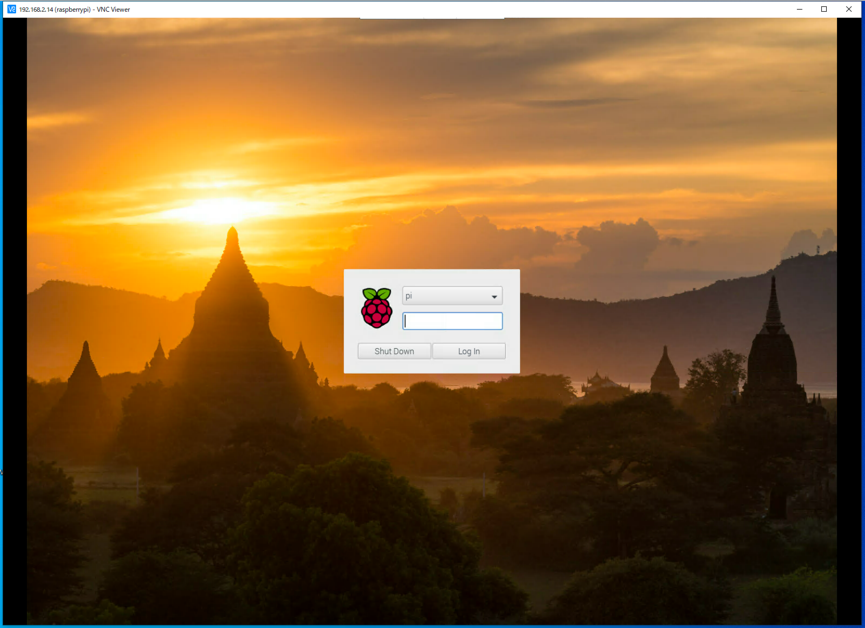 192.168.2.14 (raspberrypi) - VNC Viewer
pi
Shut Down Log In